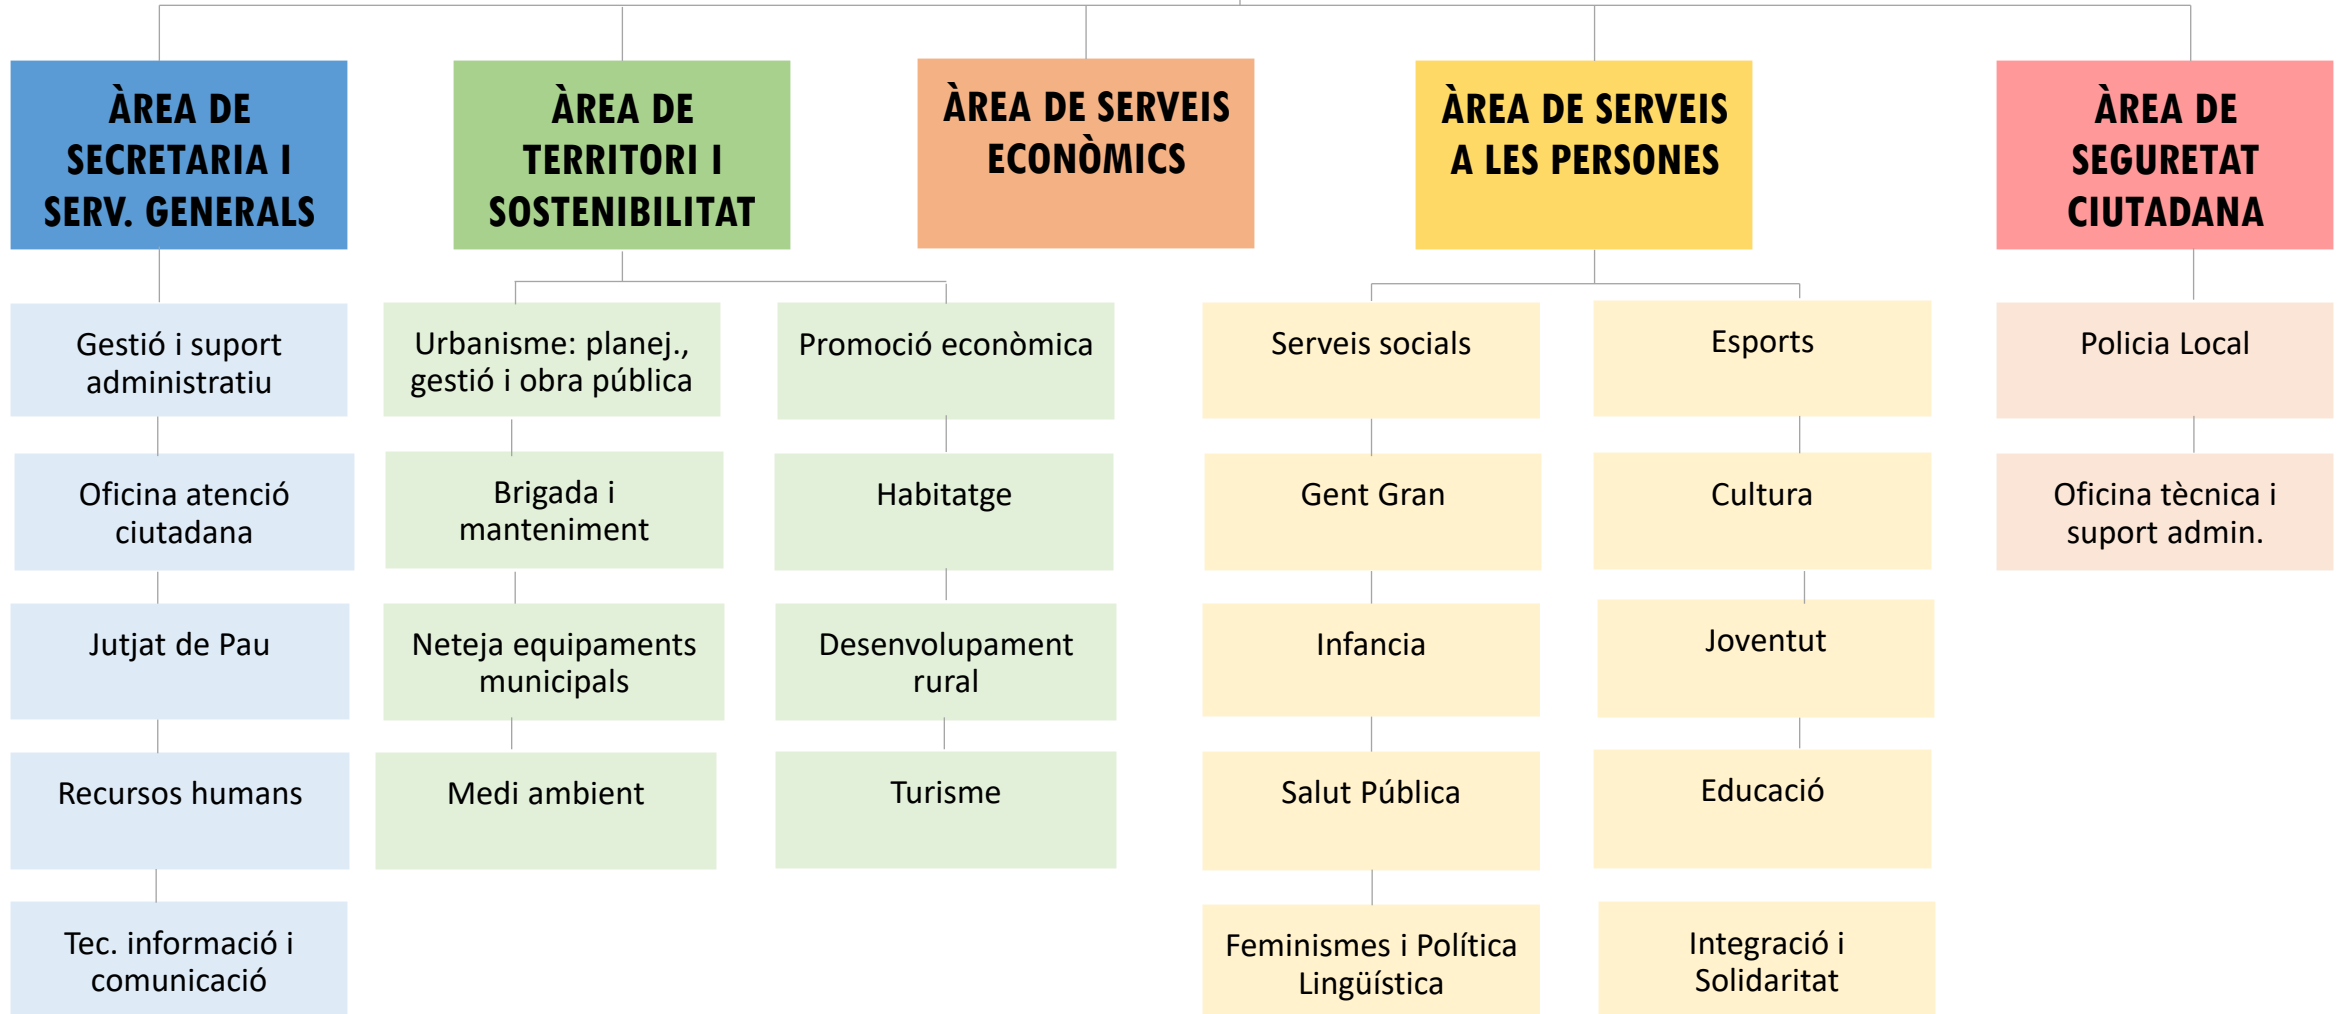 ÀREA DE
SECRETARIA I
SERV. GENERALS
ÀREA DE
TERRITORI I
SOSTENIBILITAT
ÀREA DE SERVEIS
ECONÒMICS
ÀREA DE SERVEIS
A LES PERSONES
ÀREA DE
SEGURETAT
CIUTADANA
Gestió i suport
administratiu
Oficina atenció
ciutadana
Jutjat de Pau
Recursos humans
Tec. informació i
comunicació
Urbanisme: planej.,
gestió i obra pública
Brigada i
manteniment
Neteja equipaments
municipals
Medi ambient
Promoció econòmica
Habitatge
Desenvolupament
rural
Turisme
Serveis socials
Gent Gran
Infancia
Salut Pública
Feminismes i Política
Lingüística
Esports
Cultura
Joventut
Educació
Integració i
Solidaritat
Policia Local
Oficina tècnica i
suport admin.